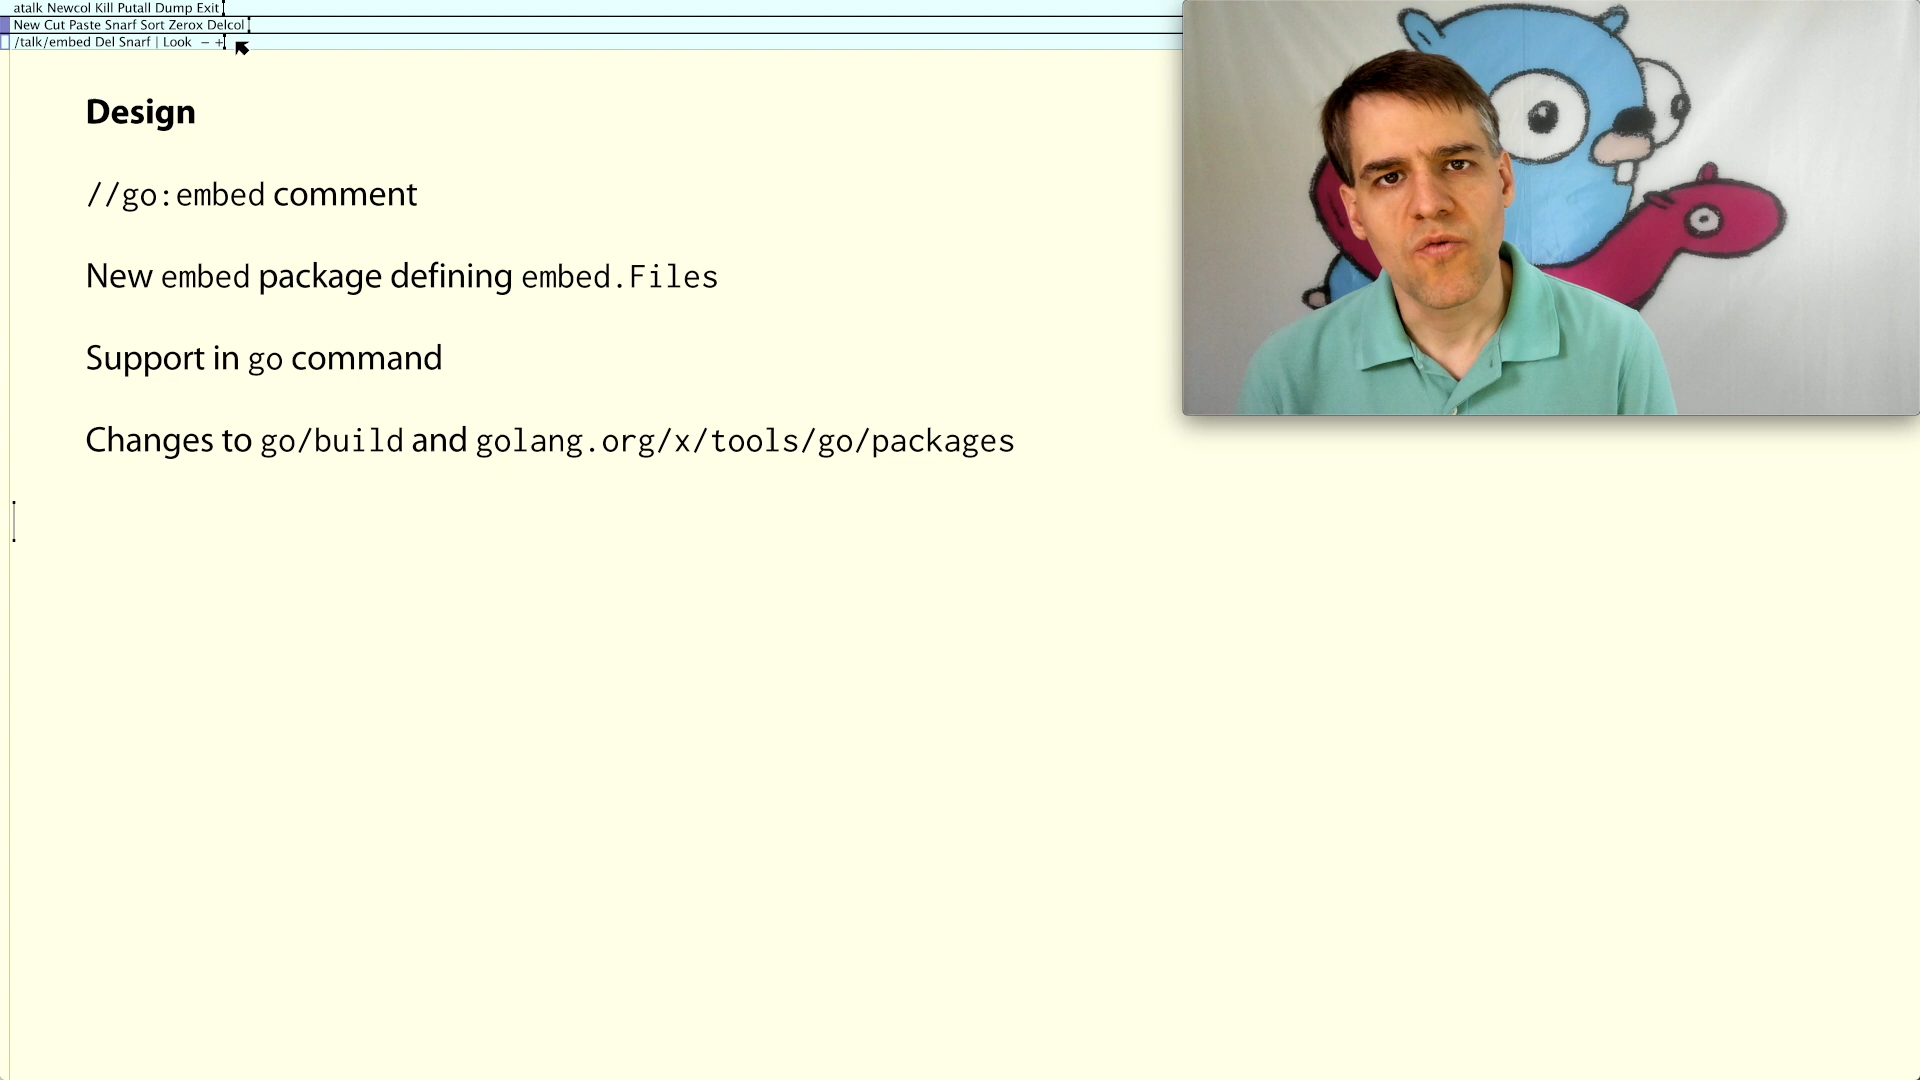 atalk Newcol Kill Putall Dump Exit
New Cut Paste Snarf Sort Zerox Delcol
/talk/embed Del Snarf | Look − +
Design
//go:embed comment
New embed package defining embed.Files
Support in go command
Changes to go/build and golang.org/x/tools/go/packages